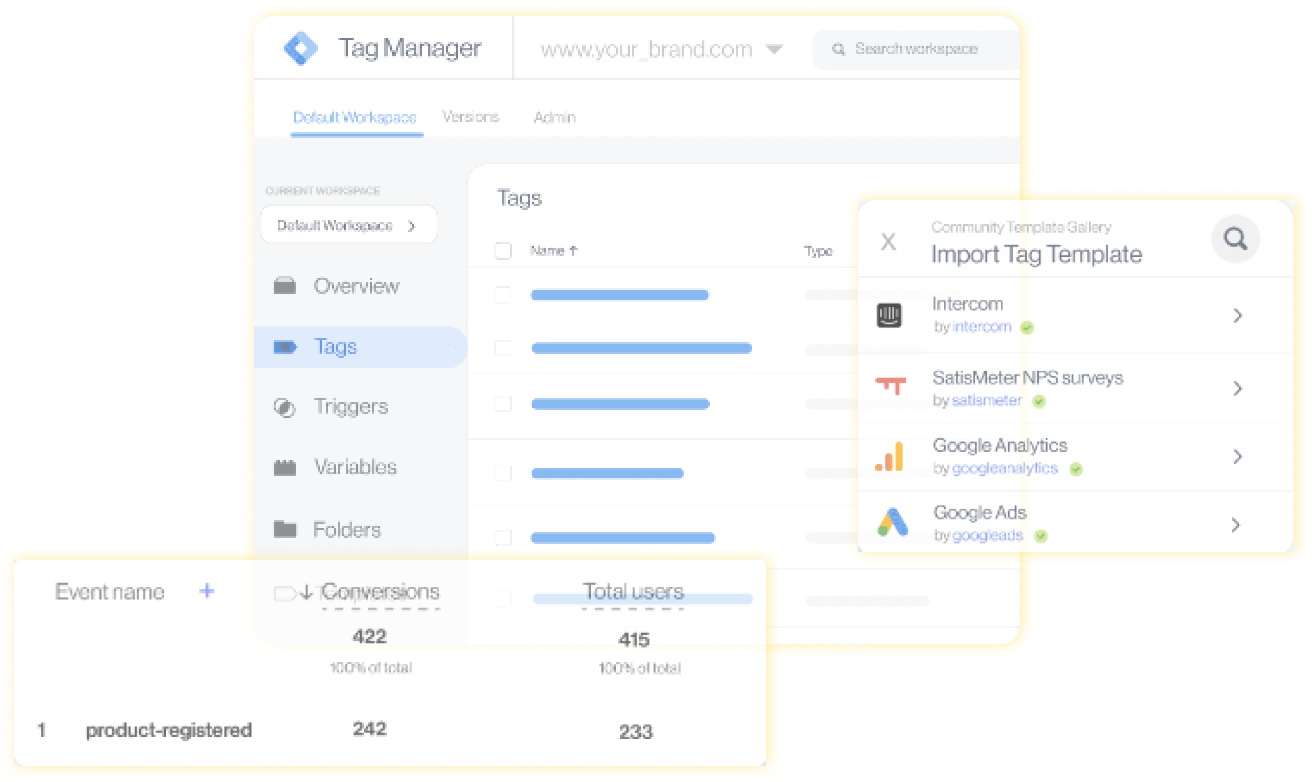 Tag Manager
www.your_brand.com
Search workspace
Default Workspace Versions Admin
CURRENT WORKSPACE
Default Workspace
Overview
Tags
Triggers
Variables
Folders
Tags
Name ↑ Type
Community Template Gallery
X Import Tag Template
Intercom
by intercom
SatisMeter NPS surveys
by satismeter
Google Analytics
by googleanalytics
Google Ads
by googleads
Event name + ↓ Conversions Total users
422 415
100% of total 100% of total
1 product-registered 242 233